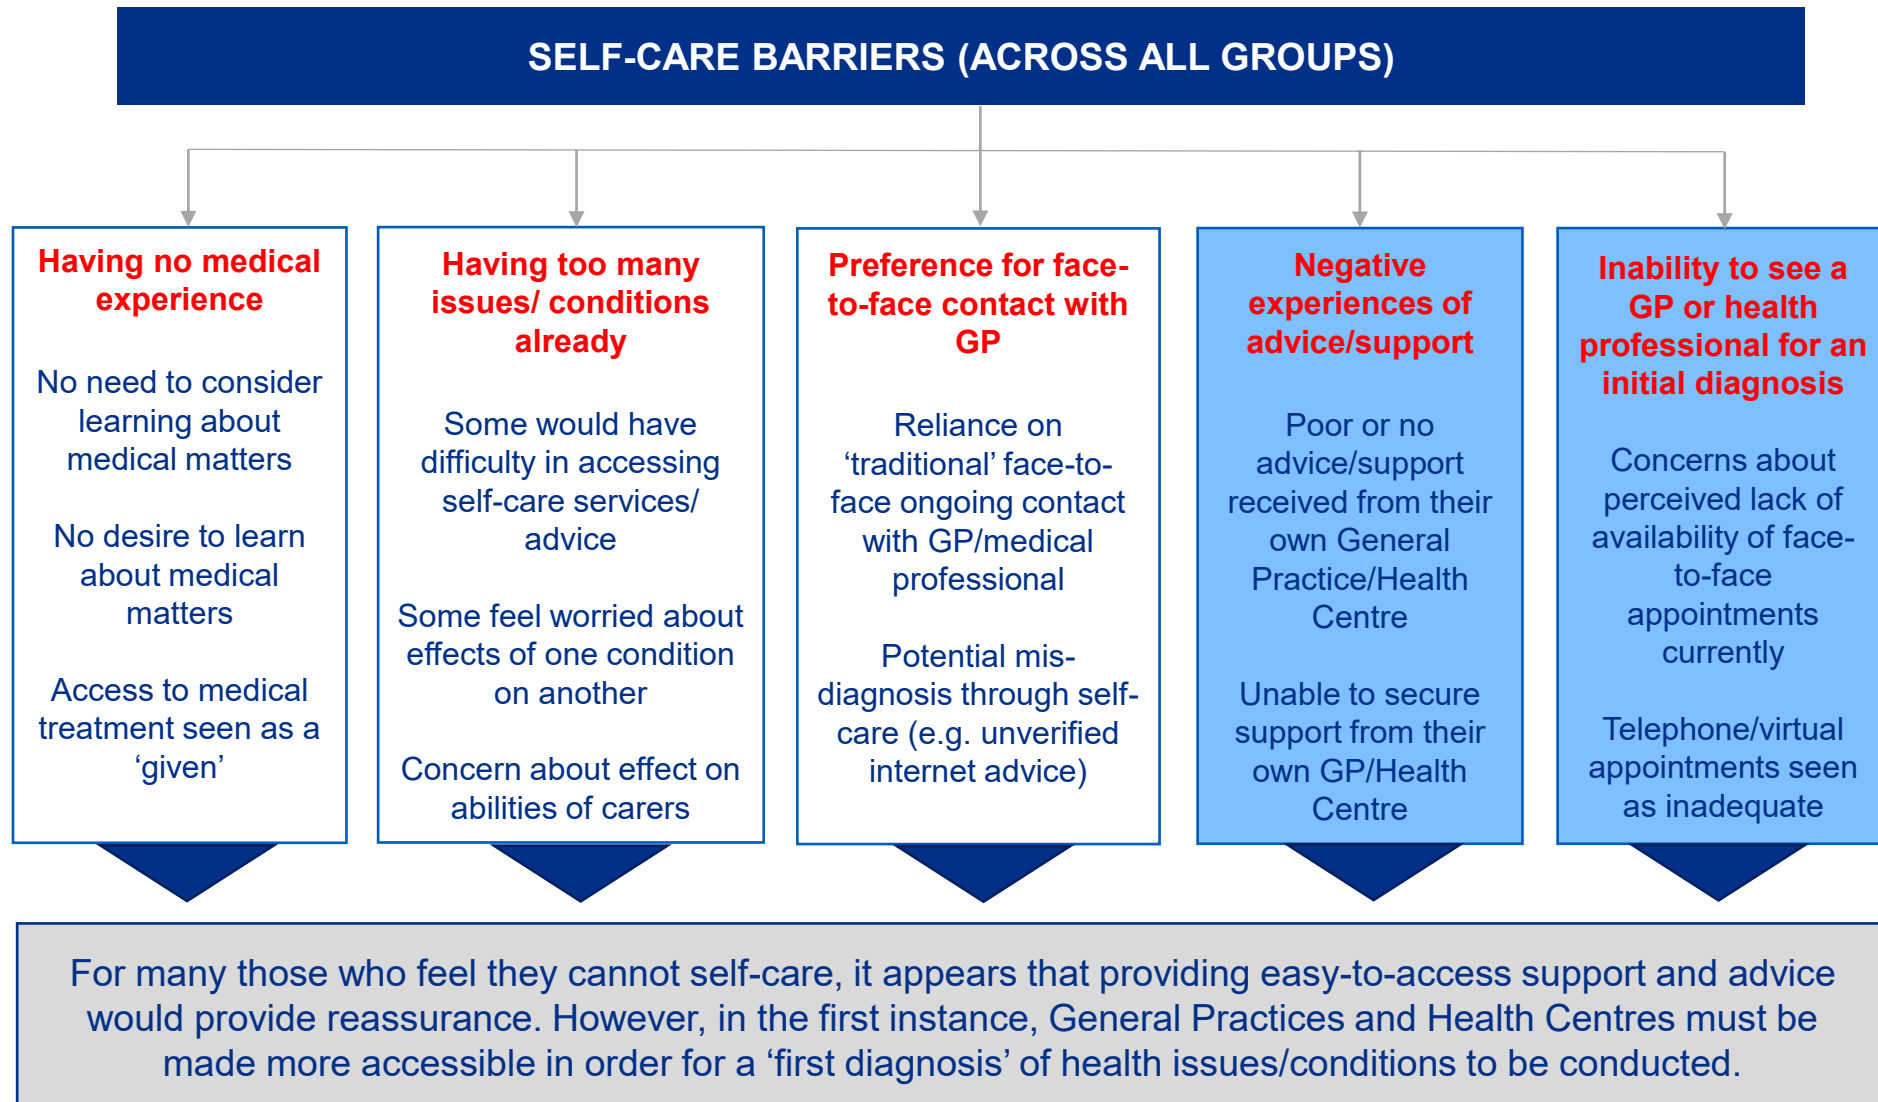 SELF-CARE BARRIERS (ACROSS ALL GROUPS)
Having no medical
experience
No need to consider
learning about
medical matters
No desire to learn
about medical
matters
Access to medical
treatment seen as a
‘given’
Having too many
issues/ conditions
already
Some would have
difficulty in accessing
self-care services/
advice
Some feel worried about
effects of one condition
on another
Concern about effect on
abilities of carers
Preference for face-
to-face contact with
GP
Reliance on
‘traditional’ face-to-
face ongoing contact
with GP/medical
professional
Potential mis-
diagnosis through self-
care (e.g. unverified
internet advice)
Negative
experiences of
advice/support
Poor or no
advice/support
received from their
own General
Practice/Health
Centre
Unable to secure
support from their
own GP/Health
Centre
Inability to see a
GP or health
professional for an
initial diagnosis
Concerns about
perceived lack of
availability of face-
to-face
appointments
currently
Telephone/virtual
appointments seen
as inadequate
For many those who feel they cannot self-care, it appears that providing easy-to-access support and advice
would provide reassurance. However, in the first instance, General Practices and Health Centres must be
made more accessible in order for a ‘first diagnosis’ of health issues/conditions to be conducted.